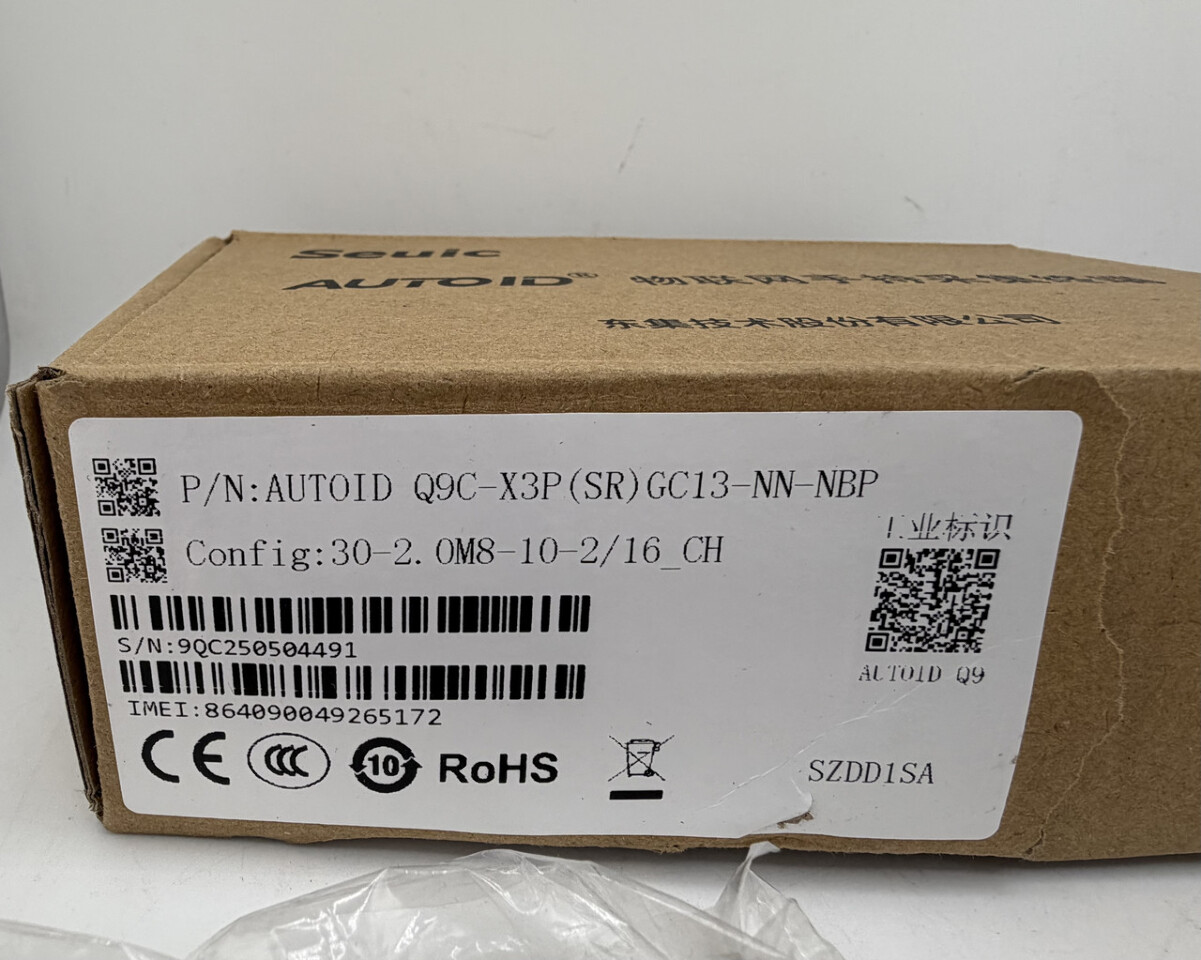 Seuic
AUTOID® 物联网手持采集终端
东集技术股份有限公司
P/N:AUTOID Q9C-X3P(SR)GC13-NN-NBP
Config:30-2.0M8-10-2/16_CH
S/N:9QC250504491
IMEI:864090049265172
工业标识
AUTOID Q9
CE CCC 10 RoHS
SZDD1SA